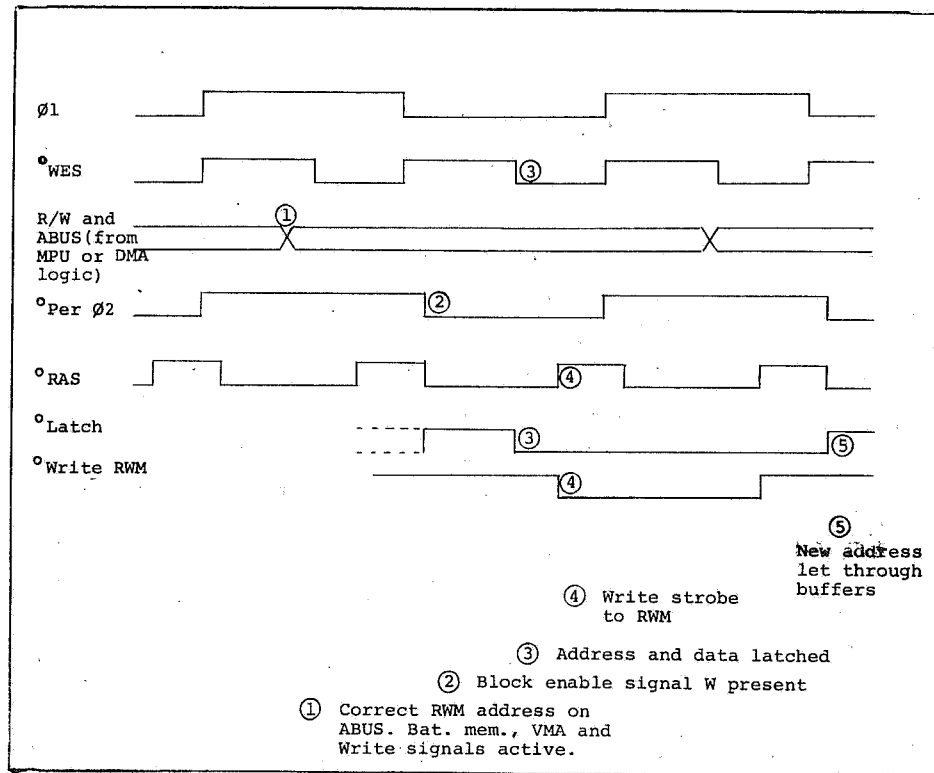 Ø1
°WES
③
R/W and
ABUS(from
MPU or DMA
logic)
①
°Per Ø2
②
°RAS
④
°Latch
③
⑤
°Write RWM
④
⑤
New address
let through
buffers
④ Write strobe
to RWM
③ Address and data latched
② Block enable signal W present
① Correct RWM address on
ABUS. Bat. mem., VMA and
Write signals active.